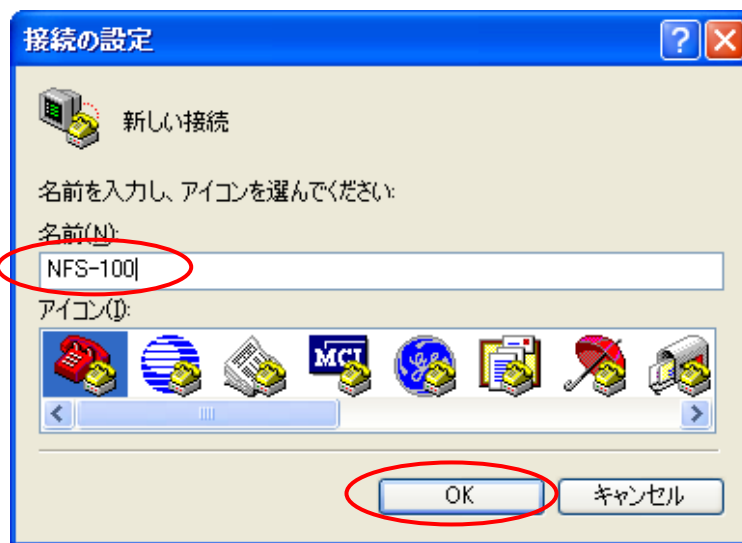 接続の設定
新しい接続
名前を入力し、アイコンを選んでください:
名前(N):
NFS-100
アイコン(I):
MCI
OK
キャンセル